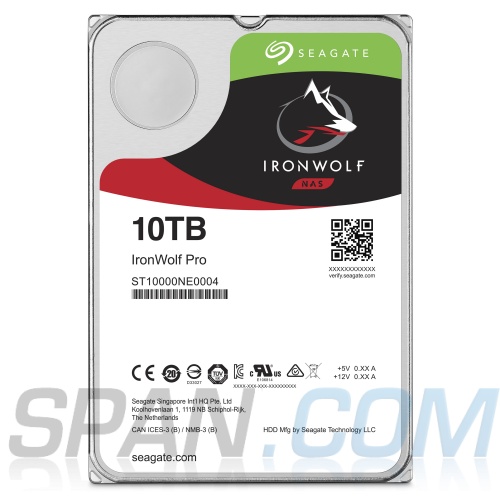 SEAGATE
IRONWOLF
NAS
10TB
IronWolf Pro
ST10000NE0004
XXXXXXXXXXXX
verify.seagate.com
+5V 0.XX A
+12V 0.XX A
Seagate Singapore Int'l HQ Pte, Ltd
Koolhovenlaan 1, 1119 NB Schiphol-Rijk,
The Netherlands
CAN ICES-3 (B) / NMB-3 (B)
HDD Mfg by Seagate Technology LLC
seagate.com
SPAN.COM